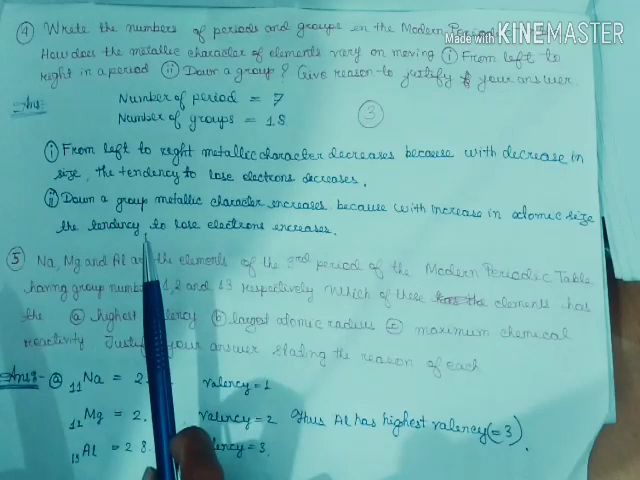 ④ Write the numbers of periods and groups in the Modern
Made with KINEMASTER
How does the metallic character of elements vary on moving ⓘ From left to
right in a period ⓘⓘ Down a group? Give reason to justify your answer.
Ans:
Number of period = 7
Number of groups = 18
③
ⓘ From left to right metallic character decreases because with decrease in
size, the tendency to lose electrons decreases.
ⓘⓘ Down a group metallic character increases because with increase in atomic size
the tendency to lose electrons increases.
⑤ Na, Mg and Al are the elements of the 3rd period of the Modern Periodic Table
having group number 1, 2 and 13 respectively Which of these elements has
the ⓐ highest ⓑ largest atomic radius ⓒ maximum chemical
reactivity Justify your answer stating the reason of each
Ans:- ⓐ ₁₁Na = 2. valency = 1
₁₂Mg = 2. valency = 2 Thus Al has highest valency (= 3).
₁₃Al = 2 8. = 3.